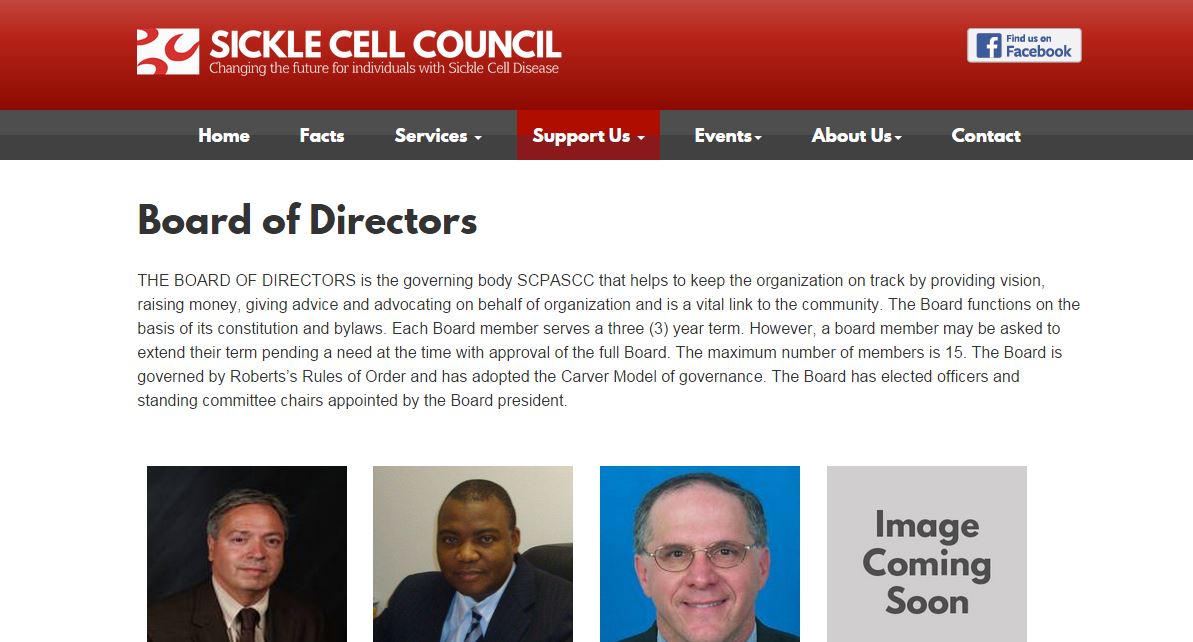 SICKLE CELL COUNCIL
Changing the future for individuals with Sickle Cell Disease
Find us on
Facebook
Home Facts Services Support Us Events About Us Contact
Board of Directors
THE BOARD OF DIRECTORS is the governing body SCPASCC that helps to keep the organization on track by providing vision,
raising money, giving advice and advocating on behalf of organization and is a vital link to the community. The Board functions on the
basis of its constitution and bylaws. Each Board member serves a three (3) year term. However, a board member may be asked to
extend their term pending a need at the time with approval of the full Board. The maximum number of members is 15. The Board is
governed by Roberts’s Rules of Order and has adopted the Carver Model of governance. The Board has elected officers and
standing committee chairs appointed by the Board president.
Image
Coming
Soon